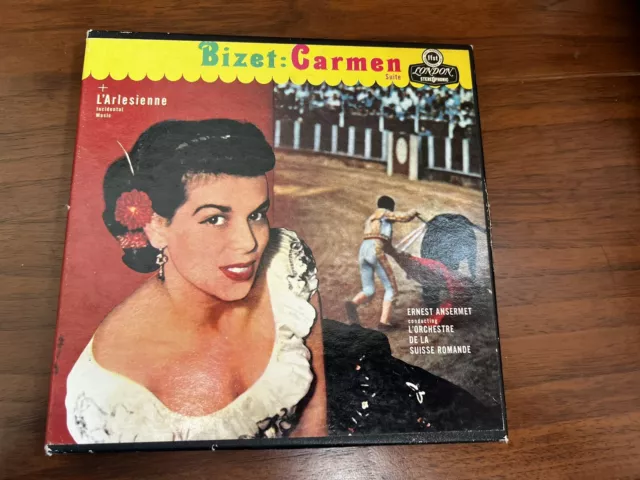 Bizet: Carmen
Suite
+
L'Arlesienne
Incidental
Music
ffss
LONDON
STEREOPHONIC
ERNEST ANSERMET
conducting
L'ORCHESTRE
DE LA
SUISSE ROMANDE